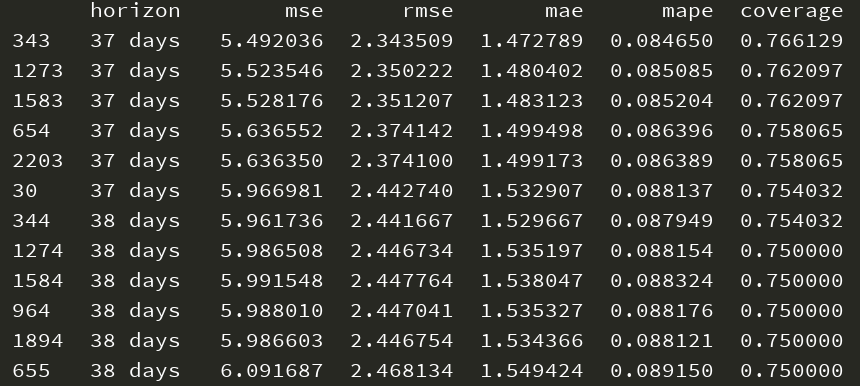 horizon mse rmse mae mape coverage
343 37 days 5.492036 2.343509 1.472789 0.084650 0.766129
1273 37 days 5.523546 2.350222 1.480402 0.085085 0.762097
1583 37 days 5.528176 2.351207 1.483123 0.085204 0.762097
654 37 days 5.636552 2.374142 1.499498 0.086396 0.758065
2203 37 days 5.636350 2.374100 1.499173 0.086389 0.758065
30 37 days 5.966981 2.442740 1.532907 0.088137 0.754032
344 38 days 5.961736 2.441667 1.529667 0.087949 0.754032
1274 38 days 5.986508 2.446734 1.535197 0.088154 0.750000
1584 38 days 5.991548 2.447764 1.538047 0.088324 0.750000
964 38 days 5.988010 2.447041 1.535327 0.088176 0.750000
1894 38 days 5.986603 2.446754 1.534366 0.088121 0.750000
655 38 days 6.091687 2.468134 1.549424 0.089150 0.750000